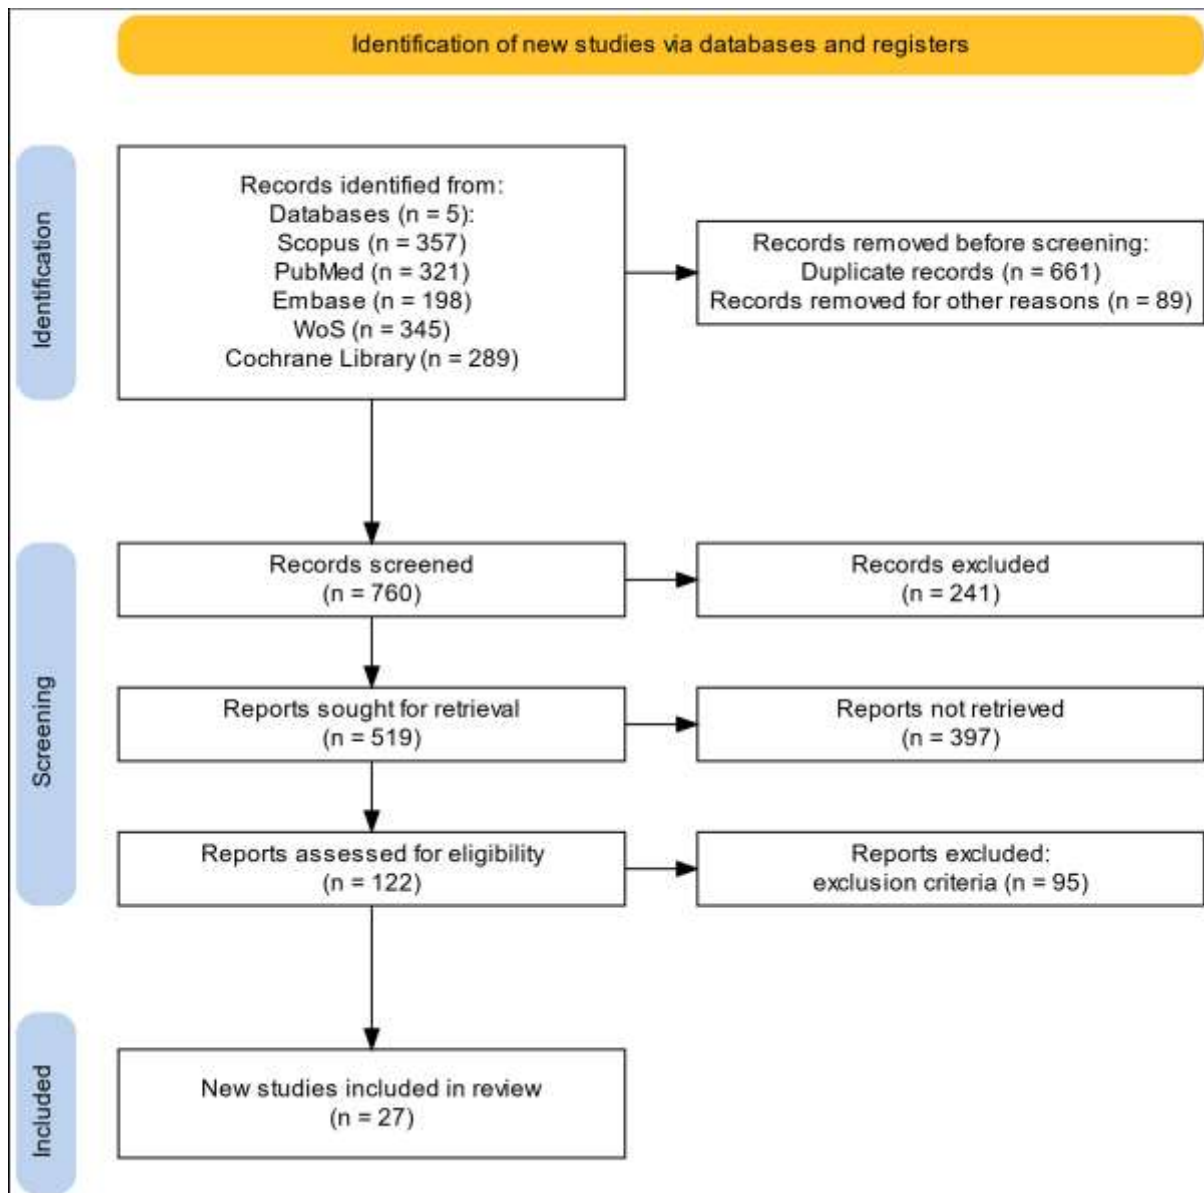 Identification of new studies via databases and registers
Identification
Records identified from:
Databases (n = 5):
Scopus (n = 357)
PubMed (n = 321)
Embase (n = 198)
WoS (n = 345)
Cochrane Library (n = 289)
Records removed before screening:
Duplicate records (n = 661)
Records removed for other reasons (n = 89)
Screening
Records screened
(n = 760)
Records excluded
(n = 241)
Reports sought for retrieval
(n = 519)
Reports not retrieved
(n = 397)
Reports assessed for eligibility
(n = 122)
Reports excluded:
exclusion criteria (n = 95)
Included
New studies included in review
(n = 27)